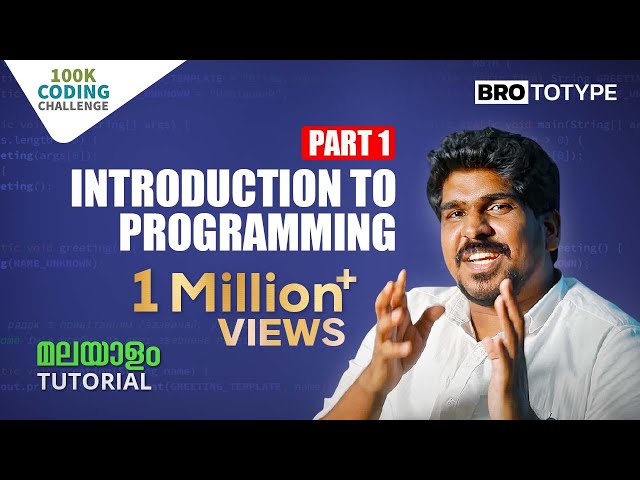 100K
CODING
CHALLENGE
BROTOTYPE
PART 1
INTRODUCTION TO
PROGRAMMING
1 Million+
VIEWS
മലയാളം
TUTORIAL